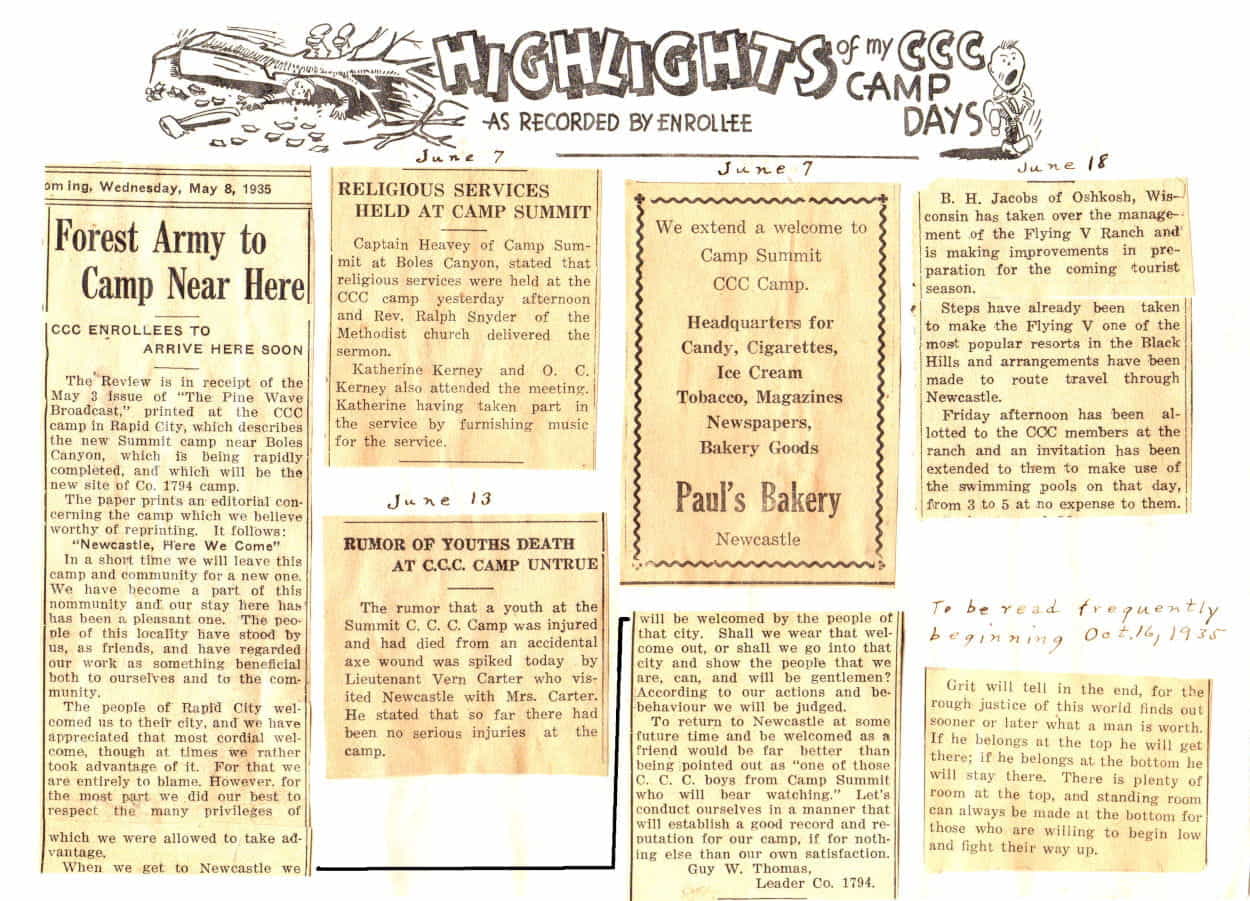 HIGHLIGHTS of my CCC
CAMP
DAYS
AS RECORDED BY ENROLLEE
oming, Wednesday, May 8, 1935
Forest Army to
Camp Near Here
CCC ENROLLEES TO
ARRIVE HERE SOON
The Review is in receipt of the
May 3 issue of "The Pine Wave
Broadcast," printed at the CCC
camp in Rapid City, which describes
the new Summit camp near Boles
Canyon, which is being rapidly
completed, and which will be the
new site of Co. 1794 camp.
The paper prints an editorial con-
cerning the camp which we believe
worthy of reprinting. It follows:
"Newcastle, Here We Come"
In a short time we will leave this
camp and community for a new one.
We have become a part of this
nommunity and our stay here has
has been a pleasant one. The peo-
ple of this locality have stood by
us, as friends, and have regarded
our work as something beneficial
both to ourselves and to the com-
munity.
The people of Rapid City wel-
comed us to their city, and we have
appreciated that most cordial wel-
come, though at times we rather
took advantage of it. For that we
are entirely to blame. However, for
the most part we did our best to
respect the many privileges of
which we were allowed to take ad-
vantage.
When we get to Newcastle we
will be welcomed by the people of
that city. Shall we wear that wel-
come out, or shall we go into that
city and show the people that we
are, can, and will be gentlemen?
According to our actions and be-
behaviour we will be judged.
To return to Newcastle at some
future time and be welcomed as a
friend would be far better than
being pointed out as "one of those
C. C. C. boys from Camp Summit
who will bear watching." Let's
conduct ourselves in a manner that
will establish a good record and re-
putation for our camp, if for noth-
ing else than our own satisfaction.
Guy W. Thomas,
Leader Co. 1794.
June 7
RELIGIOUS SERVICES
HELD AT CAMP SUMMIT
Captain Heavey of Camp Sum-
mit at Boles Canyon, stated that
religious services were held at the
CCC camp yesterday afternoon
and Rev. Ralph Snyder of the
Methodist church delivered the
sermon.
Katherine Kerney and O. C.
Kerney also attended the meeting.
Katherine having taken part in
the service by furnishing music
for the service.
June 13
RUMOR OF YOUTHS DEATH
AT C.C.C. CAMP UNTRUE
The rumor that a youth at the
Summit C. C. C. Camp was injured
and had died from an accidental
axe wound was spiked today by
Lieutenant Vern Carter who vis-
ited Newcastle with Mrs. Carter.
He stated that so far there had
been no serious injuries at the
camp.
June 7
We extend a welcome to
Camp Summit
CCC Camp.
Headquarters for
Candy, Cigarettes,
Ice Cream
Tobacco, Magazines
Newspapers,
Bakery Goods
Paul's Bakery
Newcastle
June 18
B. H. Jacobs of Oshkosh, Wis-
consin has taken over the manage-
ment of the Flying V Ranch and
is making improvements in pre-
paration for the coming tourist
season.
Steps have already been taken
to make the Flying V one of the
most popular resorts in the Black
Hills and arrangements have been
made to route travel through
Newcastle.
Friday afternoon has been al-
lotted to the CCC members at the
ranch and an invitation has been
extended to them to make use of
the swimming pools on that day,
from 3 to 5 at no expense to them.
To be read frequently
beginning Oct. 16, 1935
Grit will tell in the end, for the
rough justice of this world finds out
sooner or later what a man is worth.
If he belongs at the top he will get
there; if he belongs at the bottom he
will stay there. There is plenty of
room at the top, and standing room
can always be made at the bottom for
those who are willing to begin low
and fight their way up.